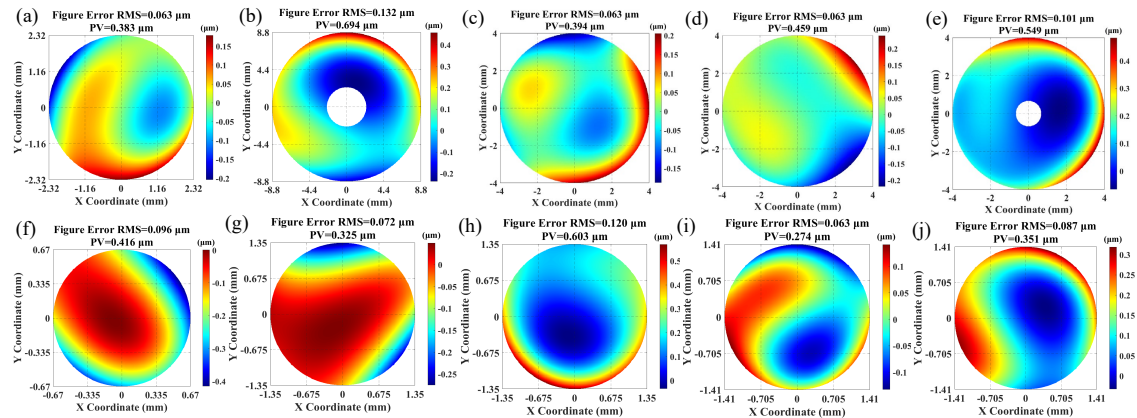 (a) Figure Error RMS=0.063 μm
PV=0.383 μm (μm)
2.32
1.16
0
-1.16
-2.32
-2.32 -1.16 0 1.16 2.32
X Coordinate (mm)
Y Coordinate (mm)
0.15
0.1
0.05
0
-0.05
-0.1
-0.15
-0.2
(b) Figure Error RMS=0.132 μm
PV=0.694 μm (μm)
8.8
4.4
0
-4.4
-8.8
-8.8 -4.4 0 4.4 8.8
X Coordinate (mm)
Y Coordinate (mm)
0.4
0.3
0.2
0.1
0
-0.1
-0.2
(c) Figure Error RMS=0.063 μm
PV=0.394 μm (μm)
4
2
0
-2
-4
-4 -2 0 2 4
X Coordinate (mm)
Y Coordinate (mm)
0.2
0.15
0.1
0.05
0
-0.05
-0.1
-0.15
(d) Figure Error RMS=0.063 μm
PV=0.459 μm (μm)
4
2
0
-2
-4
-4 -2 0 2 4
X Coordinate (mm)
Y Coordinate (mm)
0.2
0.15
0.1
0.05
0
-0.05
-0.1
-0.15
-0.2
(e) Figure Error RMS=0.101 μm
PV=0.549 μm (μm)
4
2
0
-2
-4
-4 -2 0 2 4
X Coordinate (mm)
Y Coordinate (mm)
0.4
0.3
0.2
0.1
0
(f) Figure Error RMS=0.096 μm
PV=0.416 μm (μm)
0.67
0.335
0
-0.335
-0.67
-0.67 -0.335 0 0.335 0.67
X Coordinate (mm)
Y Coordinate (mm)
0
-0.1
-0.2
-0.3
-0.4
(g) Figure Error RMS=0.072 μm
PV=0.325 μm (μm)
1.35
0.675
0
-0.675
-1.35
-1.35 -0.675 0 0.675 1.35
X Coordinate (mm)
Y Coordinate (mm)
0
-0.05
-0.1
-0.15
-0.2
-0.25
(h) Figure Error RMS=0.120 μm
PV=0.603 μm (μm)
1.35
0.675
0
-0.675
-1.35
-1.35 -0.675 0 0.675 1.35
X Coordinate (mm)
Y Coordinate (mm)
0.5
0.4
0.3
0.2
0.1
0
(i) Figure Error RMS=0.063 μm
PV=0.274 μm (μm)
1.41
0.705
0
-0.705
-1.41
-1.41 -0.705 0 0.705 1.41
X Coordinate (mm)
Y Coordinate (mm)
0.1
0.05
0
-0.05
-0.1
(j) Figure Error RMS=0.087 μm
PV=0.351 μm (μm)
1.41
0.705
0
-0.705
-1.41
-1.41 -0.705 0 0.705 1.41
X Coordinate (mm)
Y Coordinate (mm)
0.3
0.25
0.2
0.15
0.1
0.05
0